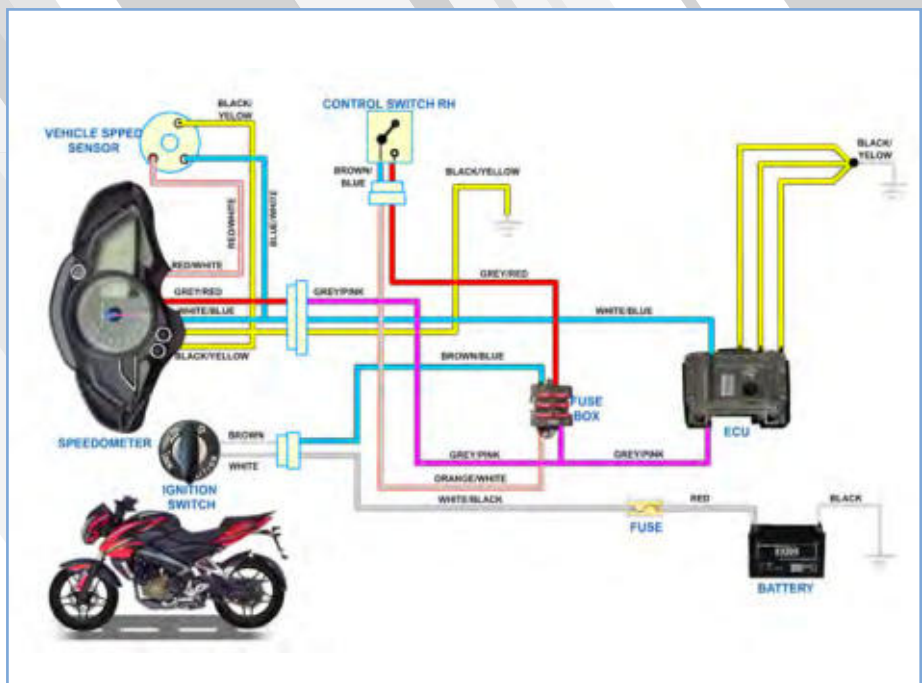 BLACK/
YELOW
CONTROL SWITCH RH
VEHICLE SPPED
SENSOR
BROWN/
BLUE
BLACK/YELLOW
BLACK/
YELOW
RED/WHITE
BLUE/WHITE
RED/WHITE
GREY/RED
GREY/RED
GREY/PINK
WHITE/BLUE
WHITE/BLUE
BLACK/YELLOW
BROWN/BLUE
FUSE
BOX
ECU
SPEEDOMETER
BROWN
WHITE
GREY/PINK
GREY/PINK
IGNITION
SWITCH
ORANGE/WHITE
WHITE/BLACK
RED
BLACK
FUSE
BATTERY